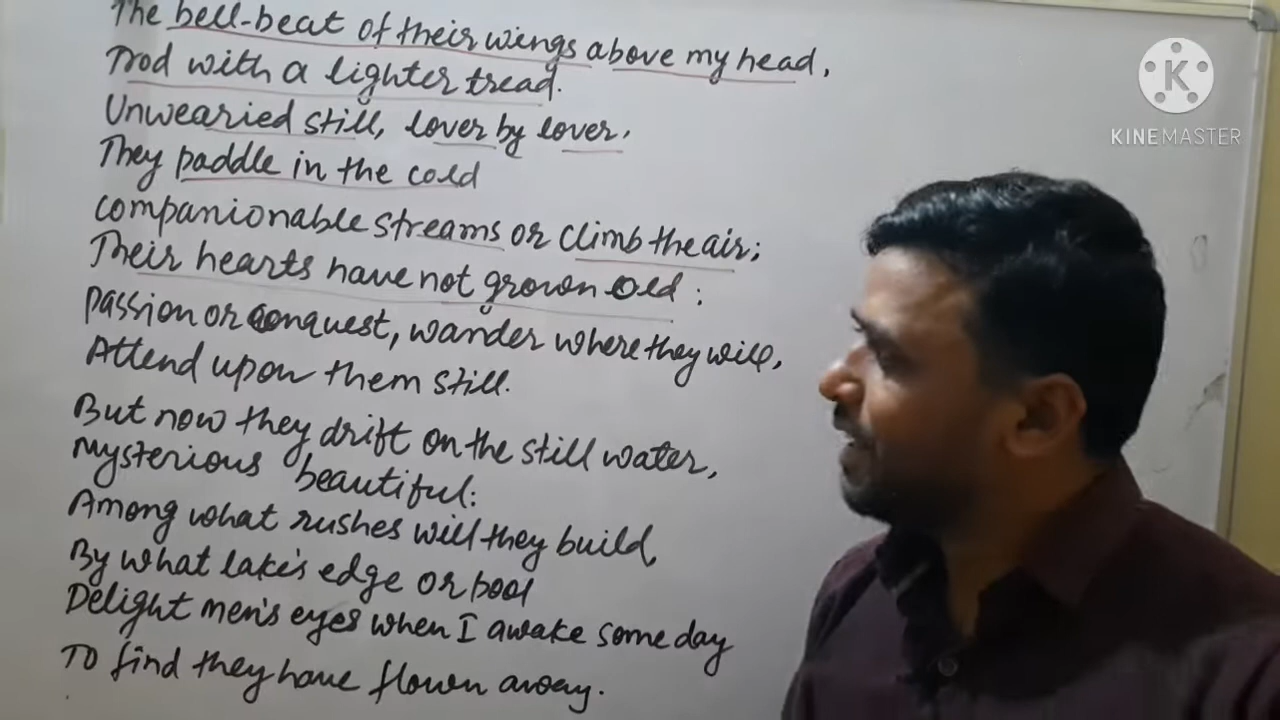 The bell-beat of their wings above my head,
Trod with a lighter tread.
Unwearied still, lover by lover,
They paddle in the cold
companionable streams or climb the air;
Their hearts have not grown old;
passion or conquest, wander where they will,
Attend upon them still.
But now they drift on the still water,
Mysterious beautiful:
Among what rushes will they build,
By what lake's edge or pool
Delight men's eyes when I awake some day
To find they have flown away.
K
KINEMASTER